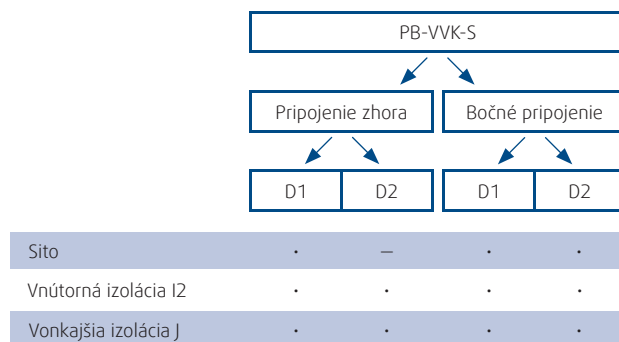 PB-VVK-S
Pripojenie zhora Bočné pripojenie
D1 D2 D1 D2
Sito · – · ·
Vnútorná izolácia I2 · · · ·
Vonkajšia izolácia J · · · ·